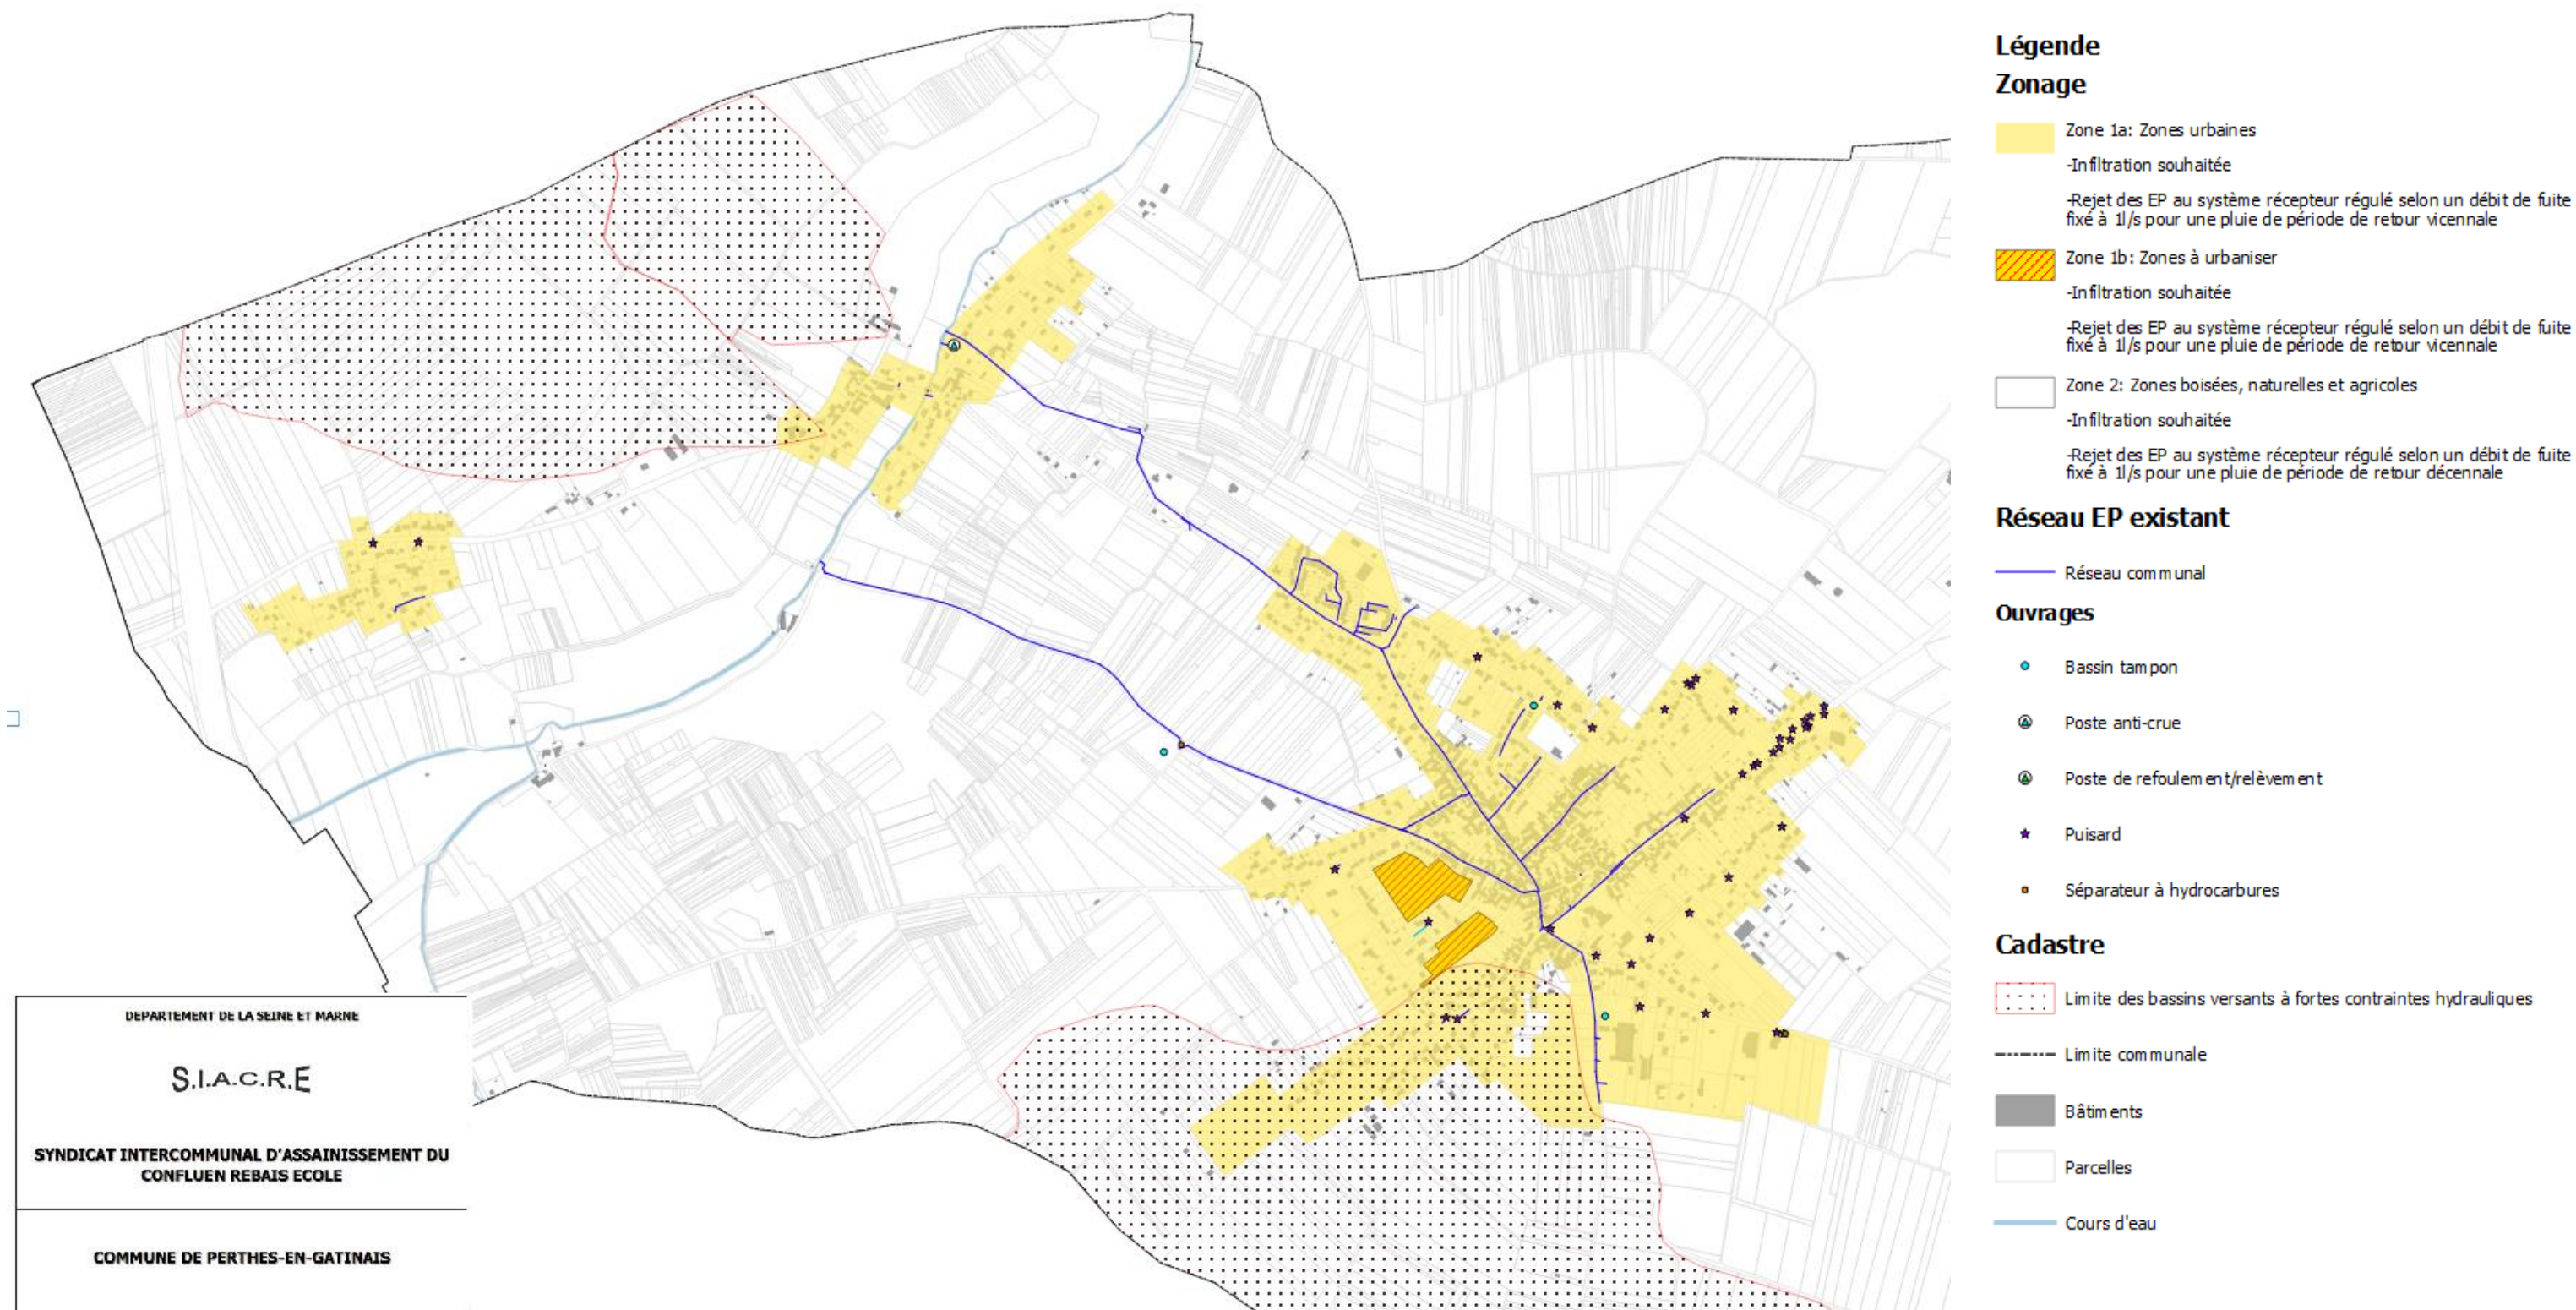 Légende
Zonage
Zone 1a: Zones urbaines
-Infiltration souhaitée
-Rejet des EP au système récepteur régulé selon un débit de fuite
fixé à 1l/s pour une pluie de période de retour vicennale
Zone 1b: Zones à urbaniser
-Infiltration souhaitée
-Rejet des EP au système récepteur régulé selon un débit de fuite
fixé à 1l/s pour une pluie de période de retour vicennale
Zone 2: Zones boisées, naturelles et agricoles
-Infiltration souhaitée
-Rejet des EP au système récepteur régulé selon un débit de fuite
fixé à 1l/s pour une pluie de période de retour décennale
Réseau EP existant
Réseau communal
Ouvrages
Bassin tampon
Poste anti-crue
Poste de refoulement/relèvement
Puisard
Séparateur à hydrocarbures
Cadastre
Limite des bassins versants à fortes contraintes hydrauliques
Limite communale
Bâtiments
Parcelles
Cours d'eau
DEPARTEMENT DE LA SEINE ET MARNE
S.I.A.C.R.E
SYNDICAT INTERCOMMUNAL D'ASSAINISSEMENT DU
CONFLUEN REBAIS ECOLE
COMMUNE DE PERTHES-EN-GATINAIS